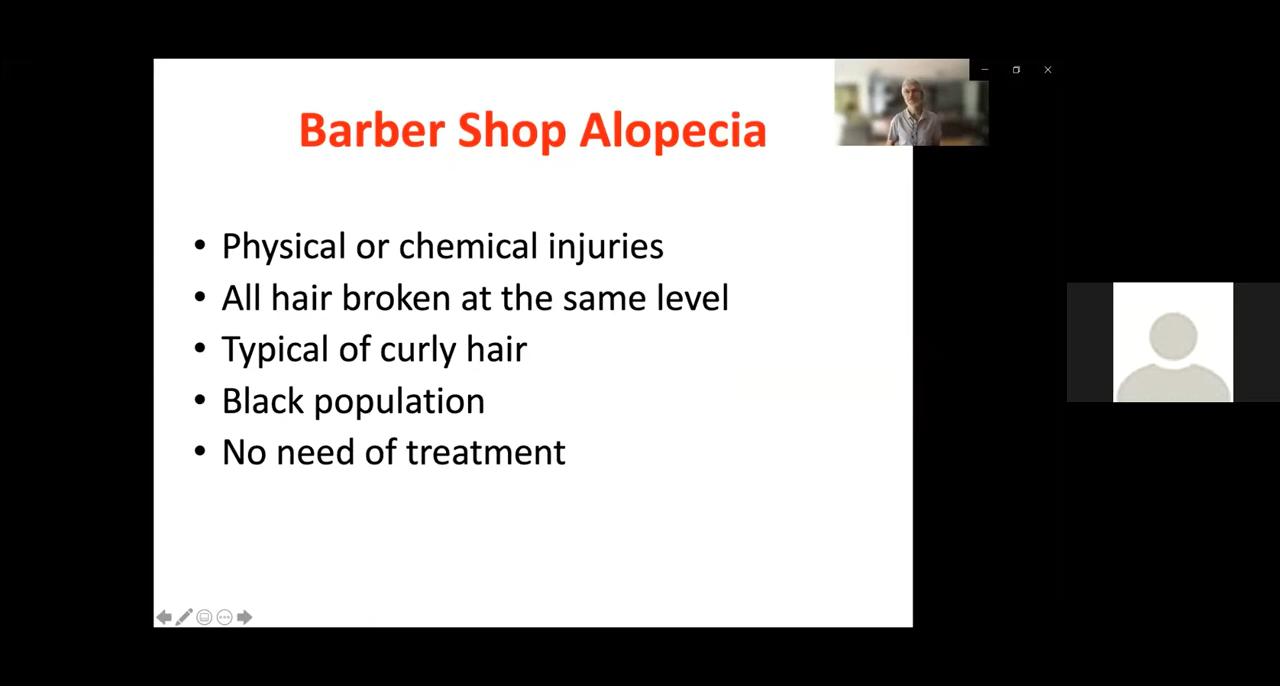 Barber Shop Alopecia
• Physical or chemical injuries
• All hair broken at the same level
• Typical of curly hair
• Black population
• No need of treatment